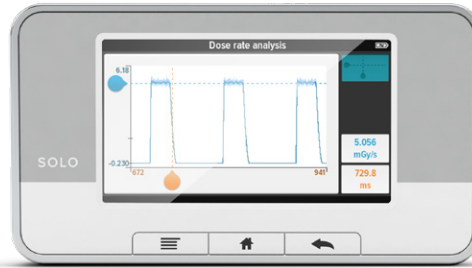 Dose rate analysis
6.18
-0.230
672
941
5.056
mGy/s
729.8
ms
SOLO